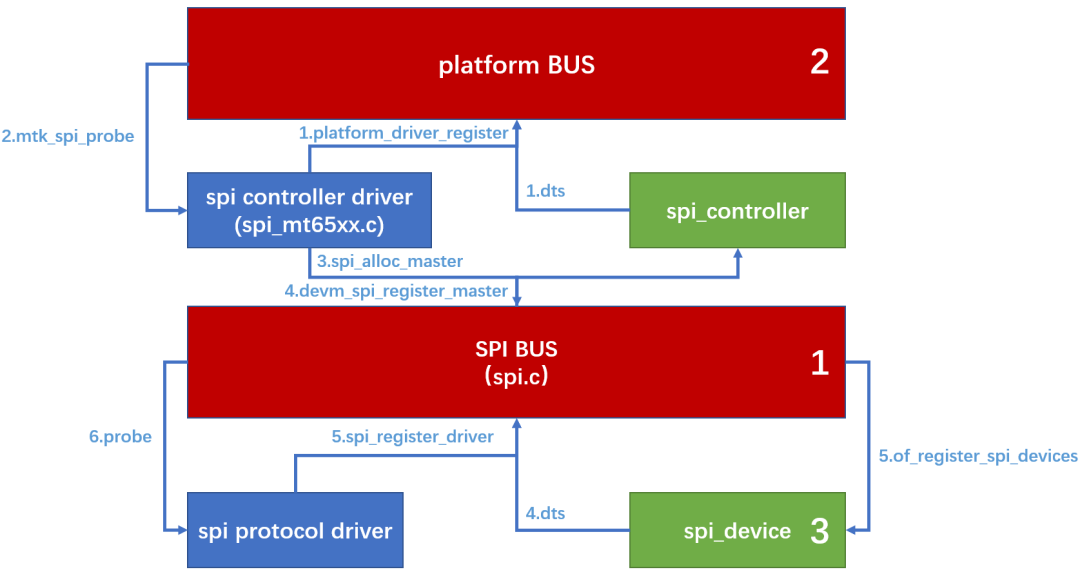 platform BUS
2
2.mtk_spi_probe
1.platform_driver_register
1.dts
spi controller driver
(spi_mt65xx.c)
spi_controller
3.spi_alloc_master
4.devm_spi_register_master
SPI BUS
(spi.c)
1
6.probe
5.spi_register_driver
5.of_register_spi_devices
4.dts
spi protocol driver
spi_device
3